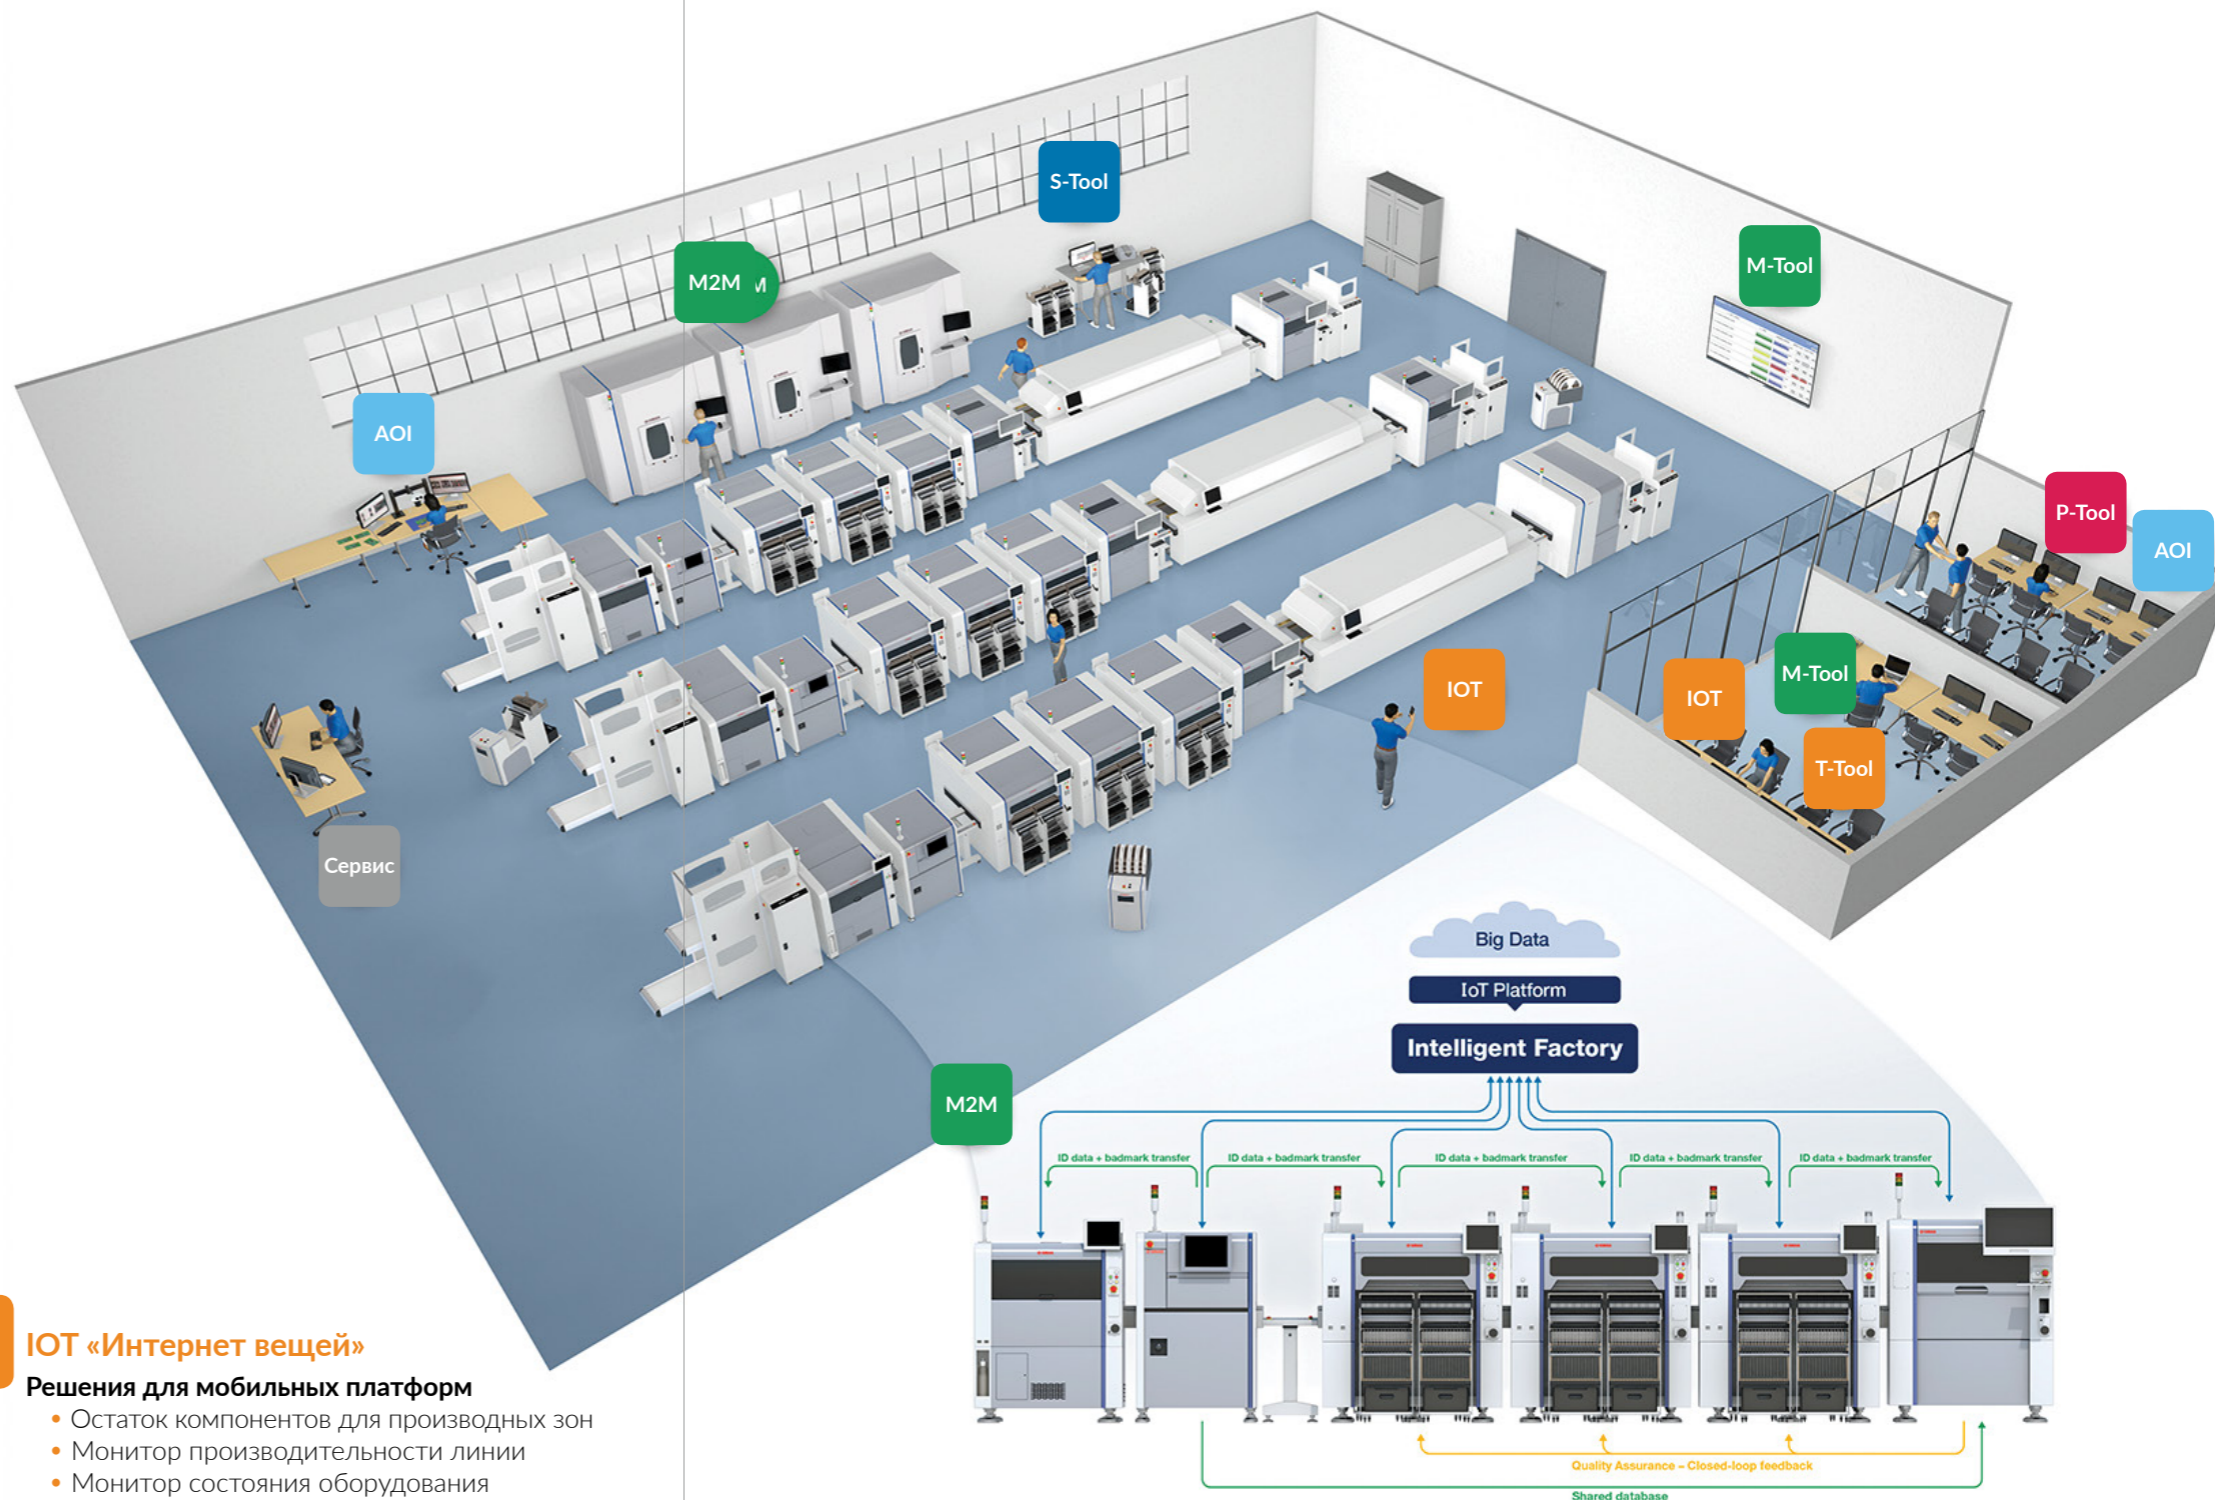 S-Tool
M-Tool
M2M
M
AOI
P-Tool
AOI
M-Tool
IOT
IOT
T-Tool
Сервис
Big Data
IoT Platform
Intelligent Factory
M2M
ID data + badmark transfer
ID data + badmark transfer
ID data + badmark transfer
ID data + badmark transfer
ID data + badmark transfer
Quality Assurance – Closed-loop feedback
Shared database
IOT «Интернет вещей»
Решения для мобильных платформ
• Остаток компонентов для производных зон
• Монитор производительности линии
• Монитор состояния оборудования